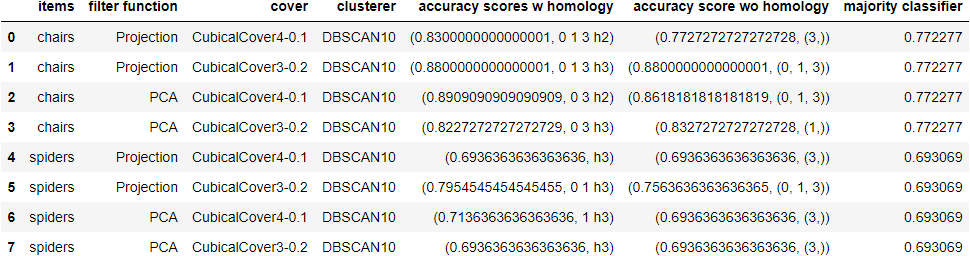 items filter function cover clusterer accuracy scores w homology accuracy score wo homology majority classifier
0 chairs Projection CubicalCover4-0.1 DBSCAN10 (0.8300000000000001, 0 1 3 h2) (0.7727272727272728, (3,)) 0.772277
1 chairs Projection CubicalCover3-0.2 DBSCAN10 (0.8800000000000001, 0 1 3 h3) (0.8800000000000001, (0, 1, 3)) 0.772277
2 chairs PCA CubicalCover4-0.1 DBSCAN10 (0.8909090909090909, 0 3 h2) (0.8618181818181819, (0, 1, 3)) 0.772277
3 chairs PCA CubicalCover3-0.2 DBSCAN10 (0.8227272727272729, 0 3 h3) (0.8327272727272728, (1,)) 0.772277
4 spiders Projection CubicalCover4-0.1 DBSCAN10 (0.6936363636363636, h3) (0.6936363636363636, (3,)) 0.693069
5 spiders Projection CubicalCover3-0.2 DBSCAN10 (0.7954545454545455, 0 1 h3) (0.7563636363636365, (0, 1, 3)) 0.693069
6 spiders PCA CubicalCover4-0.1 DBSCAN10 (0.7136363636363636, 1 h3) (0.6936363636363636, (3,)) 0.693069
7 spiders PCA CubicalCover3-0.2 DBSCAN10 (0.6936363636363636, h3) (0.6936363636363636, (3,)) 0.693069